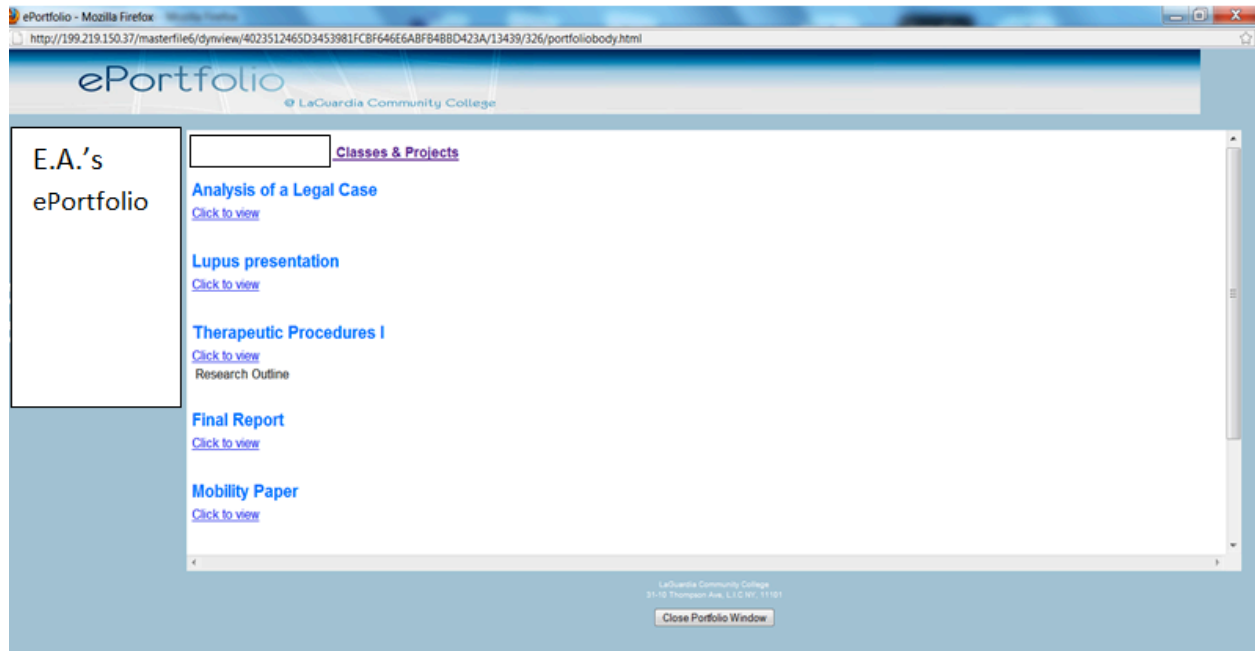 ePortfolio - Mozilla Firefox
http://199.219.150.37/masterfile6/dynview/4023512465D3453981FCBF646E6ABFB4BBD423A/13439/326/portfoliobody.html
ePortfolio
@ LaGuardia Community College
E.A.'s
ePortfolio
Classes & Projects
Analysis of a Legal Case
Click to view
Lupus presentation
Click to view
Therapeutic Procedures I
Click to view
Research Outline
Final Report
Click to view
Mobility Paper
Click to view
LaGuardia Community College
31-10 Thompson Ave, L.I.C NY, 11101
Close Portfolio Window